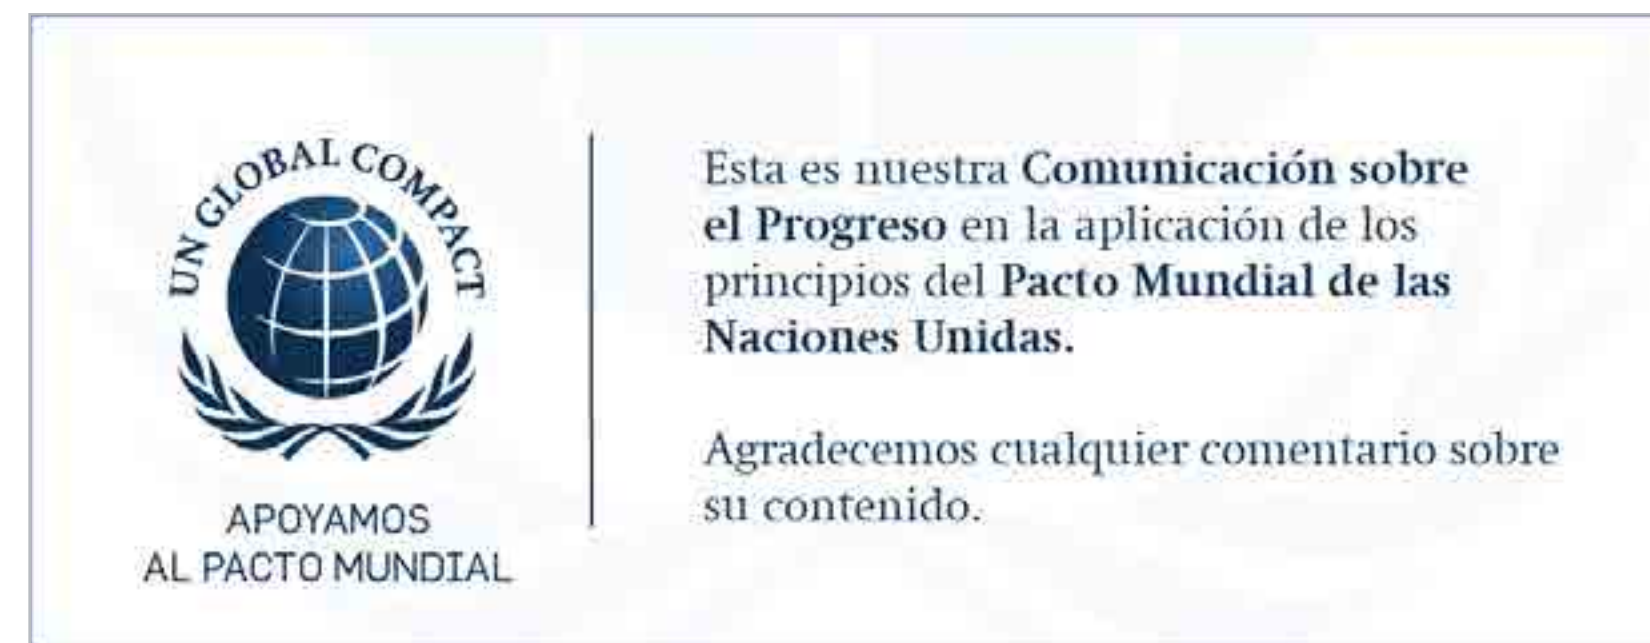 UN GLOBAL COMPACT
APOYAMOS
AL PACTO MUNDIAL
Esta es nuestra Comunicación sobre
el Progreso en la aplicación de los
principios del Pacto Mundial de las
Naciones Unidas.
Agradecemos cualquier comentario sobre
su contenido.